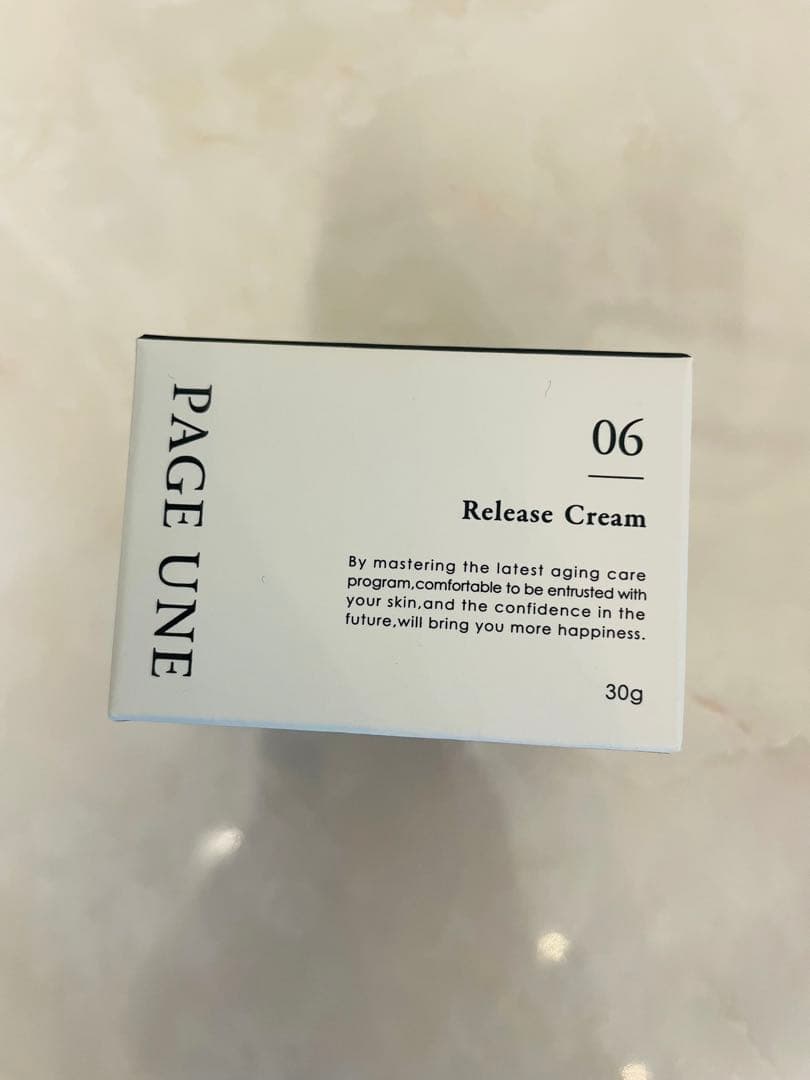 PAGE UNE
06
Release Cream
By mastering the latest aging care
program,comfortable to be entrusted with
your skin,and the confidence in the
future,will bring you more happiness.
30g